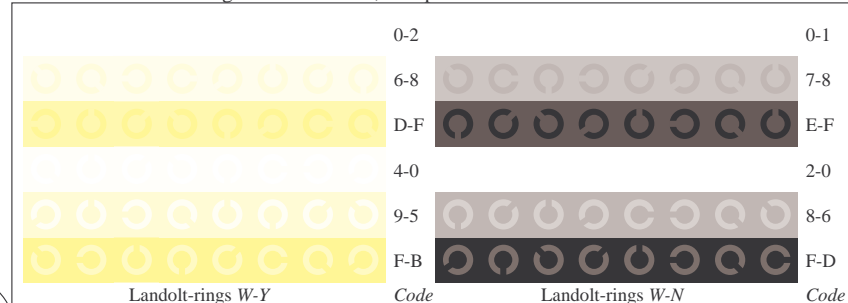 0-2 0-1
6-8 7-8
D-F E-F
4-0 2-0
9-5 8-6
F-B F-D
Landolt-rings W-Y Code Landolt-rings W-N Code